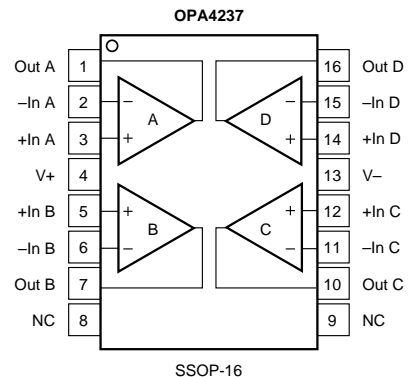 OPA4237
Out A 1 16 Out D
–In A 2 – – 15 –In D
A D
+In A 3 + + 14 +In D
V+ 4 13 V–
+In B 5 + + 12 +In C
B C
–In B 6 – – 11 –In C
Out B 7 10 Out C
NC 8 9 NC
SSOP-16